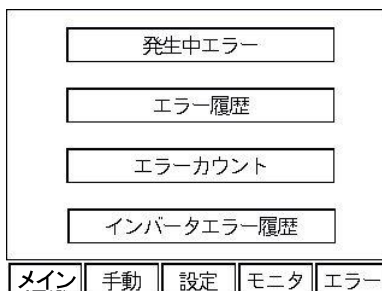 発生中エラー
エラー履歴
エラーカウント
インバータエラー履歴
メイン 手動 設定 モニタ エラー